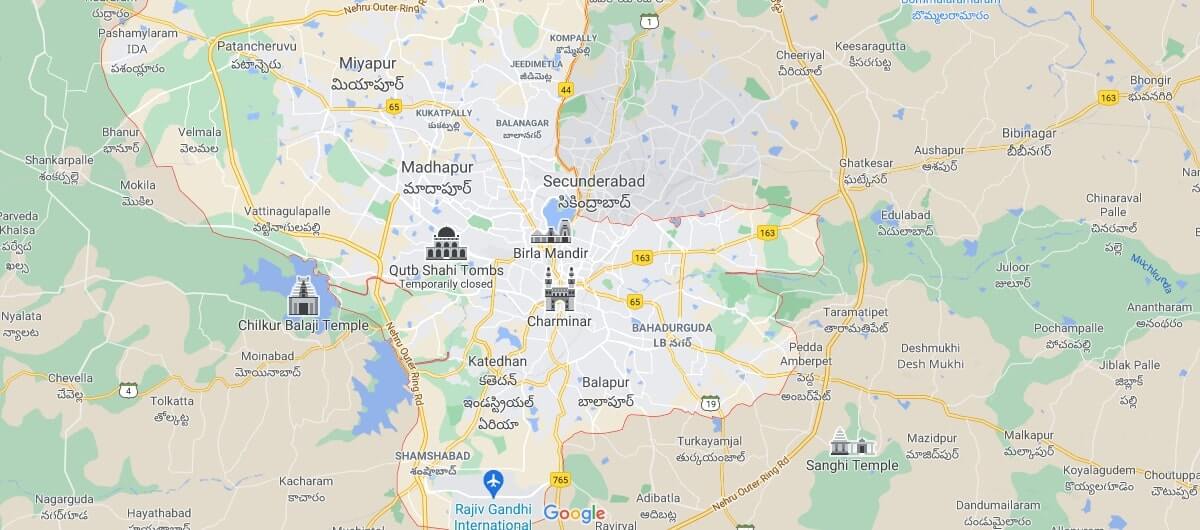 రుద్రారం
Nehru Outer Ring Rd
Pashamylaram
IDA
పశమ్యాలారం
Patancheruvu
పటాన్చెరు
Miyapur
మియాపూర్
KOMPALLY
కొమ్పల్లి
JEEDIMETLA
జీడిమెట్ల
1
44
Cheeriyal
చీరియాల్
Keesaragutta
కీసరగుట్ట
బొమ్మలరామారం
Bhongir
భువనగిరి
163
65
KUKATPALLY
కుకట్పల్లి
BALANAGAR
బాలానగర్
Bhanur
భానూర్
Velmala
వెలమల
Shankarpalle
శంకర్పల్లె
Mokila
మొకిల
Madhapur
మాదాపూర్
Secunderabad
సికింద్రాబాద్
Ghatkesar
ఘట్కేసర్
Aushapur
ఔశపుర్
Bibinagar
బీబీనగర్
Chinaraval
Palle
చినరావల్
పల్లె
Parveda
Khalsa
పర్వేద
ఖల్స
Vattinagulapalle
వట్టినాగులపల్లి
Qutb Shahi Tombs
Temporarily closed
Birla Mandir
163
163
Edulabad
ఏదులాబాద్
Juloor
జులూర్
Muchkunda
Nyalata
న్యాలట
Chilkur Balaji Temple
Charminar
65
BAHADURGUDA
LB నగర్
Taramatipet
తారామతిపేట్
Anantharam
అనంథరం
Pochampalle
పోచంపల్లి
Moinabad
మోయినాబాద్
Nehru Outer Ring Rd
Katedhan
కతేదన్
ఇండస్ట్రియల్
ఏరియా
Balapur
బాలాపూర్
Pedda
Amberpet
పెద్ద
అంబర్‌పేట్
Deshmukhi
Desh Mukhi
Jiblak Palle
జిబ్లాక్
పల్లి
Chevella
చేవెళ్ల
4
Tolkatta
తోల్కట్ట
19
Turkayamjal
తుర్కయంజాల్
Sanghi Temple
Mazidpur
మాజిద్‌పుర్
Malkapur
మల్కాపుర్
SHAMSHABAD
శంషాబాద్
Kacharam
కాచారం
765
Nehru Outer Ring Rd
Koyalagudem
కొయ్యలగూడెం
Choutuppa
చౌటుప్పల్
Nagarguda
నగర్‌గూడ
Hayathabad
Rajiv Gandhi
International
Google
Adibatla
ఆదిబట్ల
Ravirval
Dandumailaram
దండుమైలారం